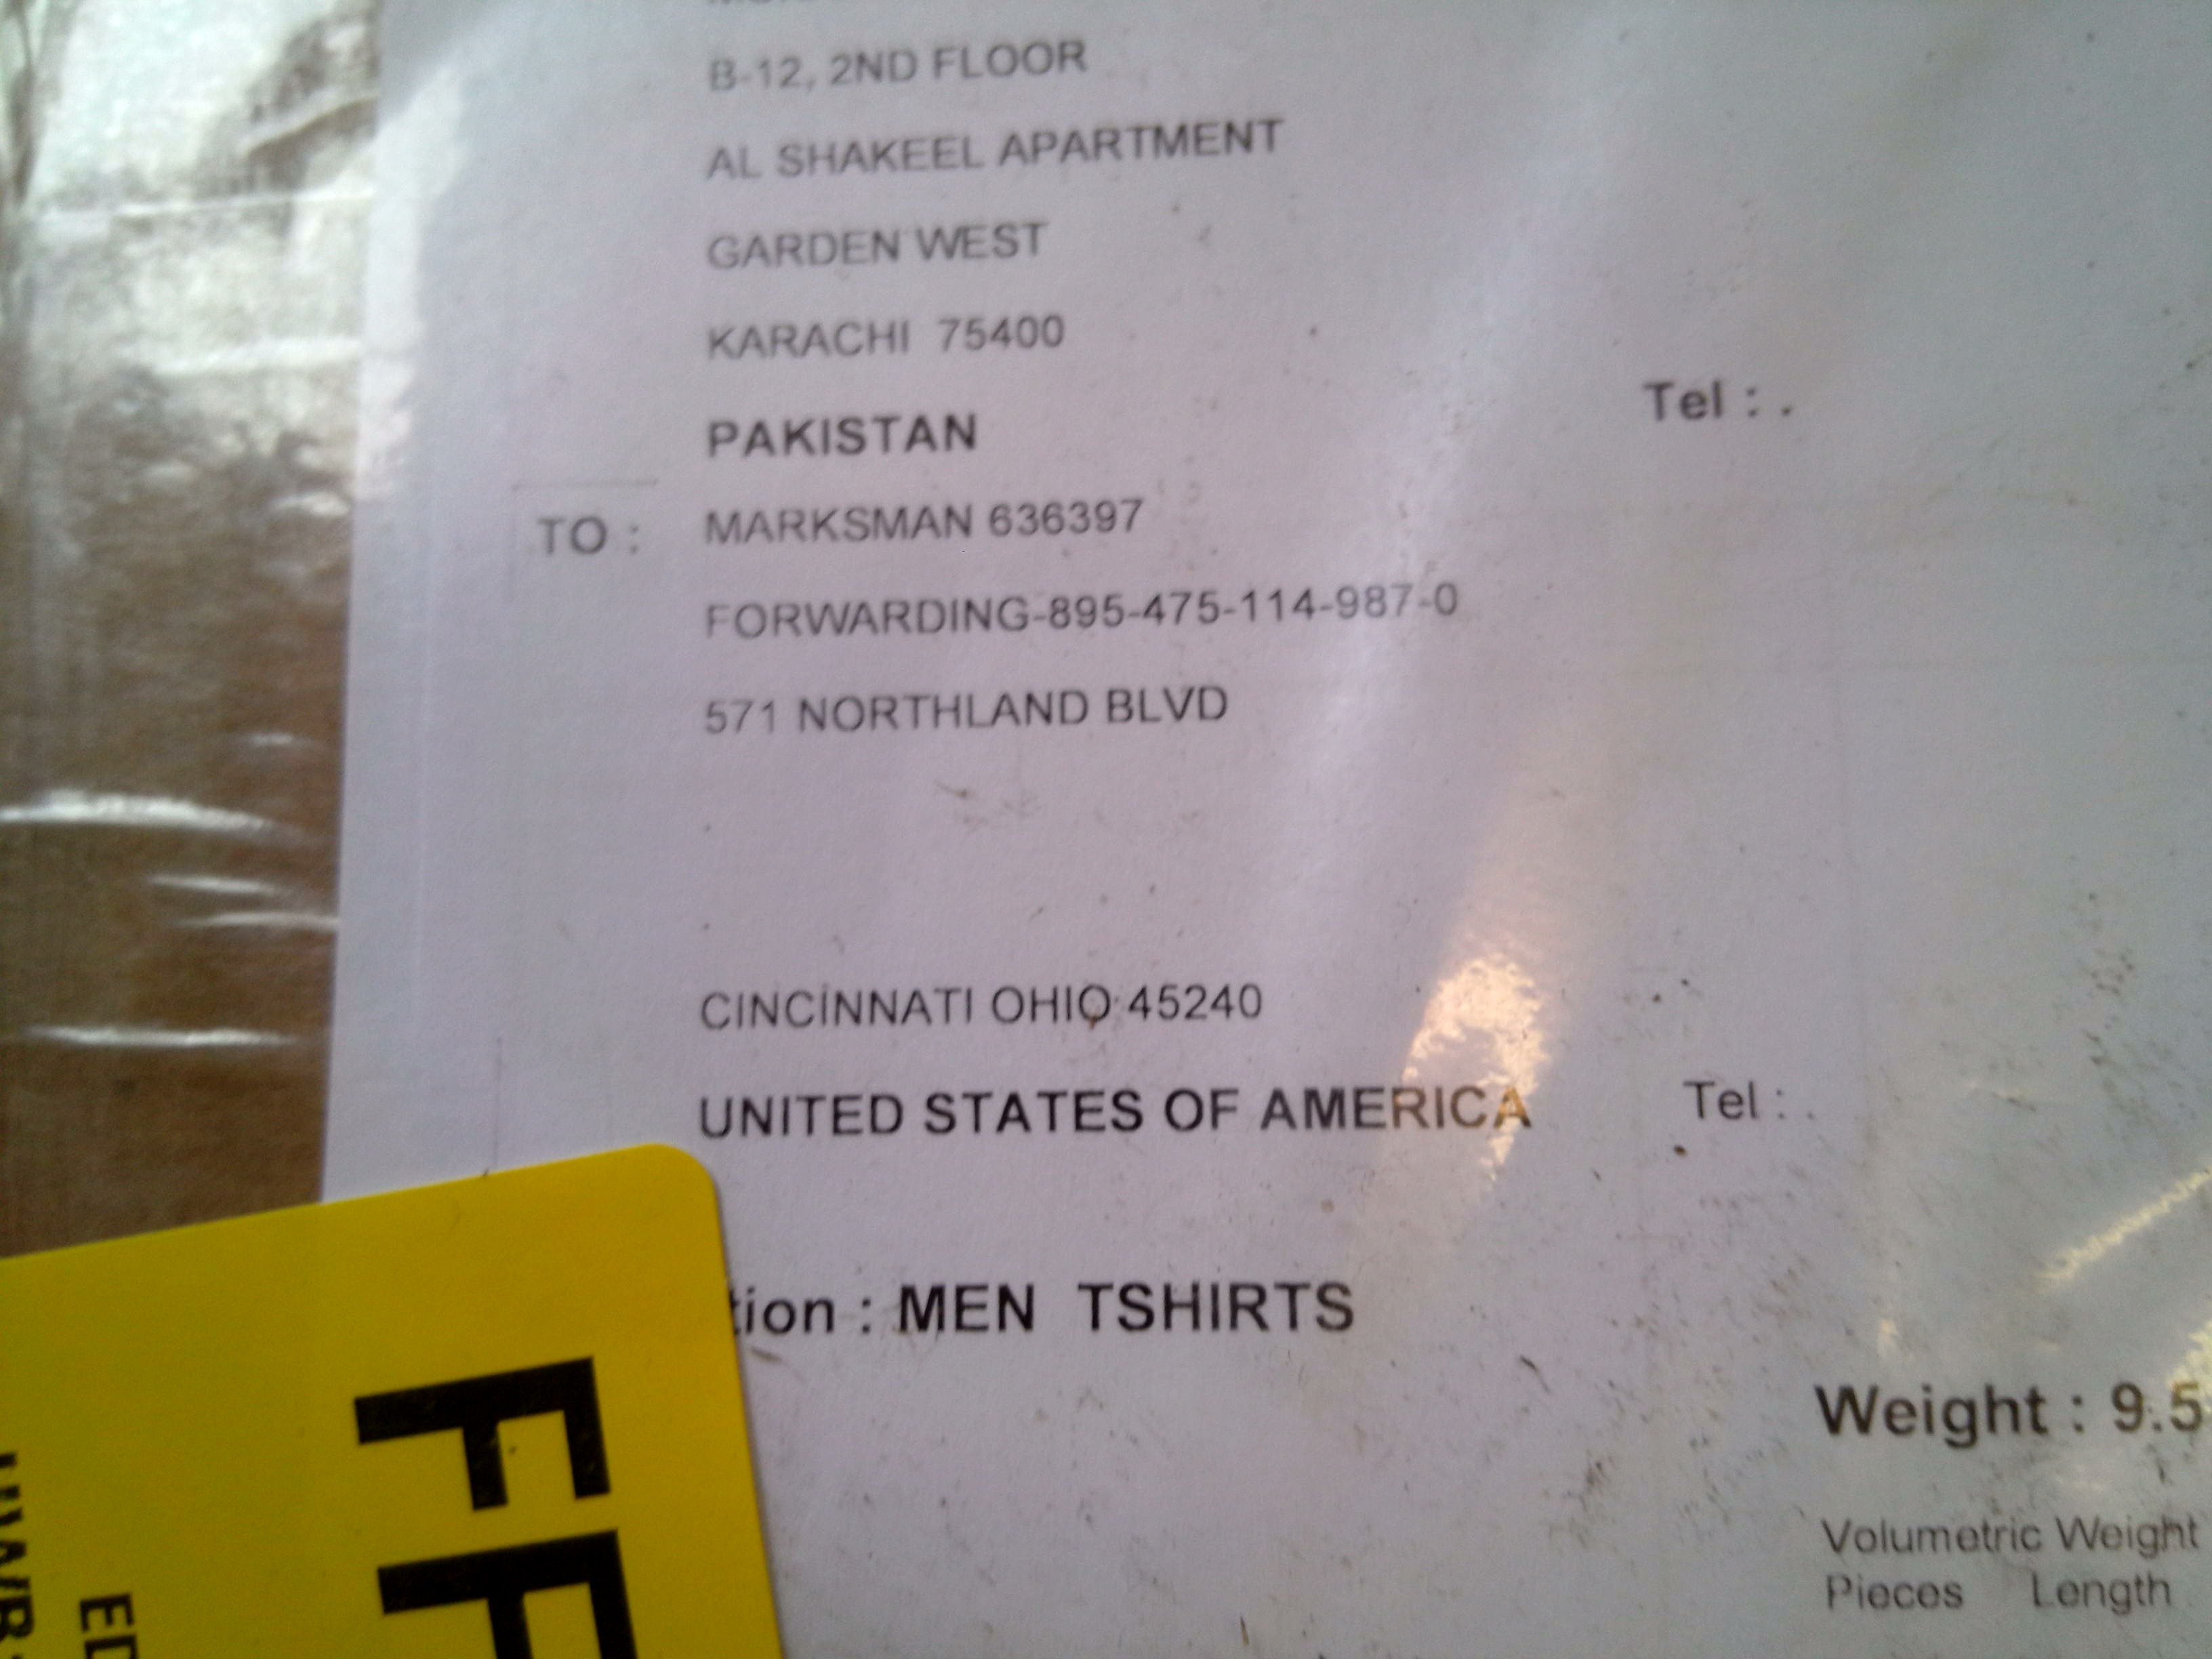 B-12, 2ND FLOOR
AL SHAKEEL APARTMENT
GARDEN WEST
KARACHI 75400
PAKISTAN
Tel : .
TO : MARKSMAN 636397
FORWARDING-895-475-114-987-0
571 NORTHLAND BLVD
CINCINNATI OHIO 45240
UNITED STATES OF AMERICA
Tel : .
tion : MEN TSHIRTS
Weight : 9.5
Volumetric Weight
Pieces Length
FF
ED